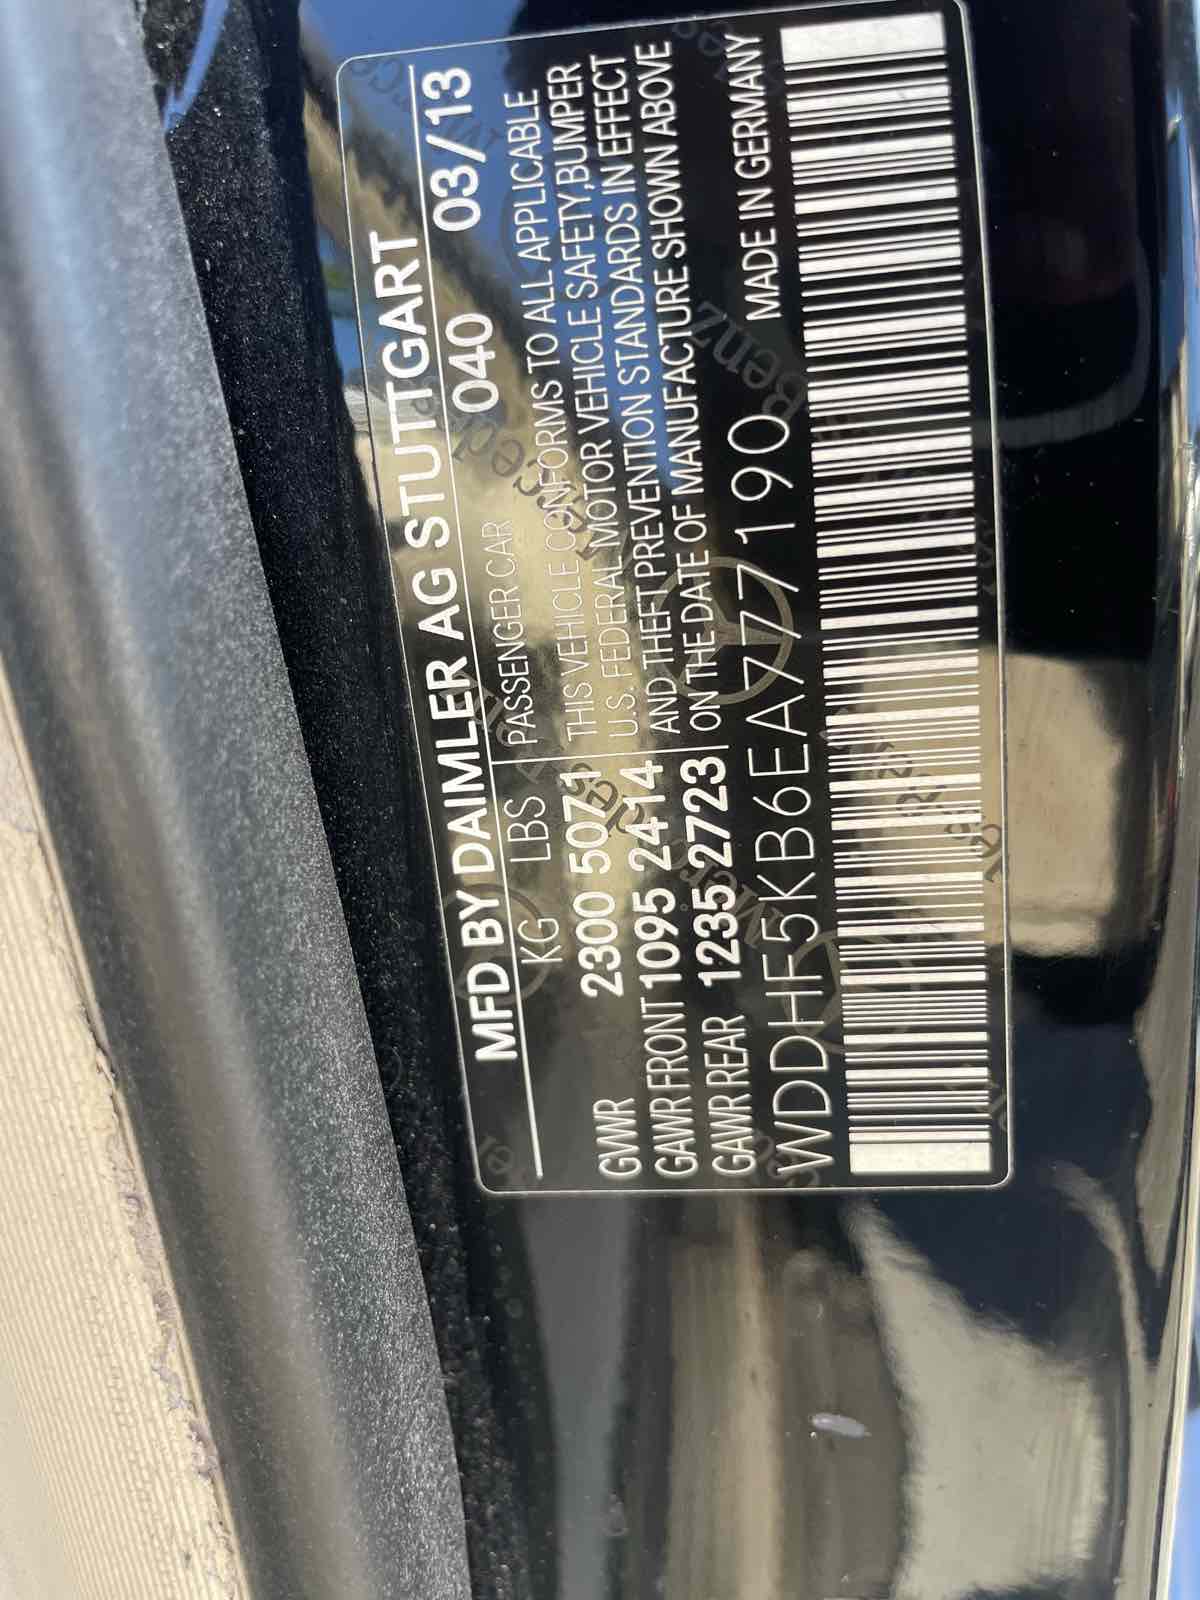 MFD BY DAIMLER AG STUTTGART
040 03/13
KG LBS PASSENGER CAR
GVWR 2300 5071
GAWR FRONT 1095 2414
GAWR REAR 1235 2723
THIS VEHICLE CONFORMS TO ALL APPLICABLE
U.S. FEDERAL MOTOR VEHICLE SAFETY,BUMPER
AND THEFT PREVENTION STANDARDS IN EFFECT
ON THE DATE OF MANUFACTURE SHOWN ABOVE
WDDHF5KB6EA777190 MADE IN GERMANY